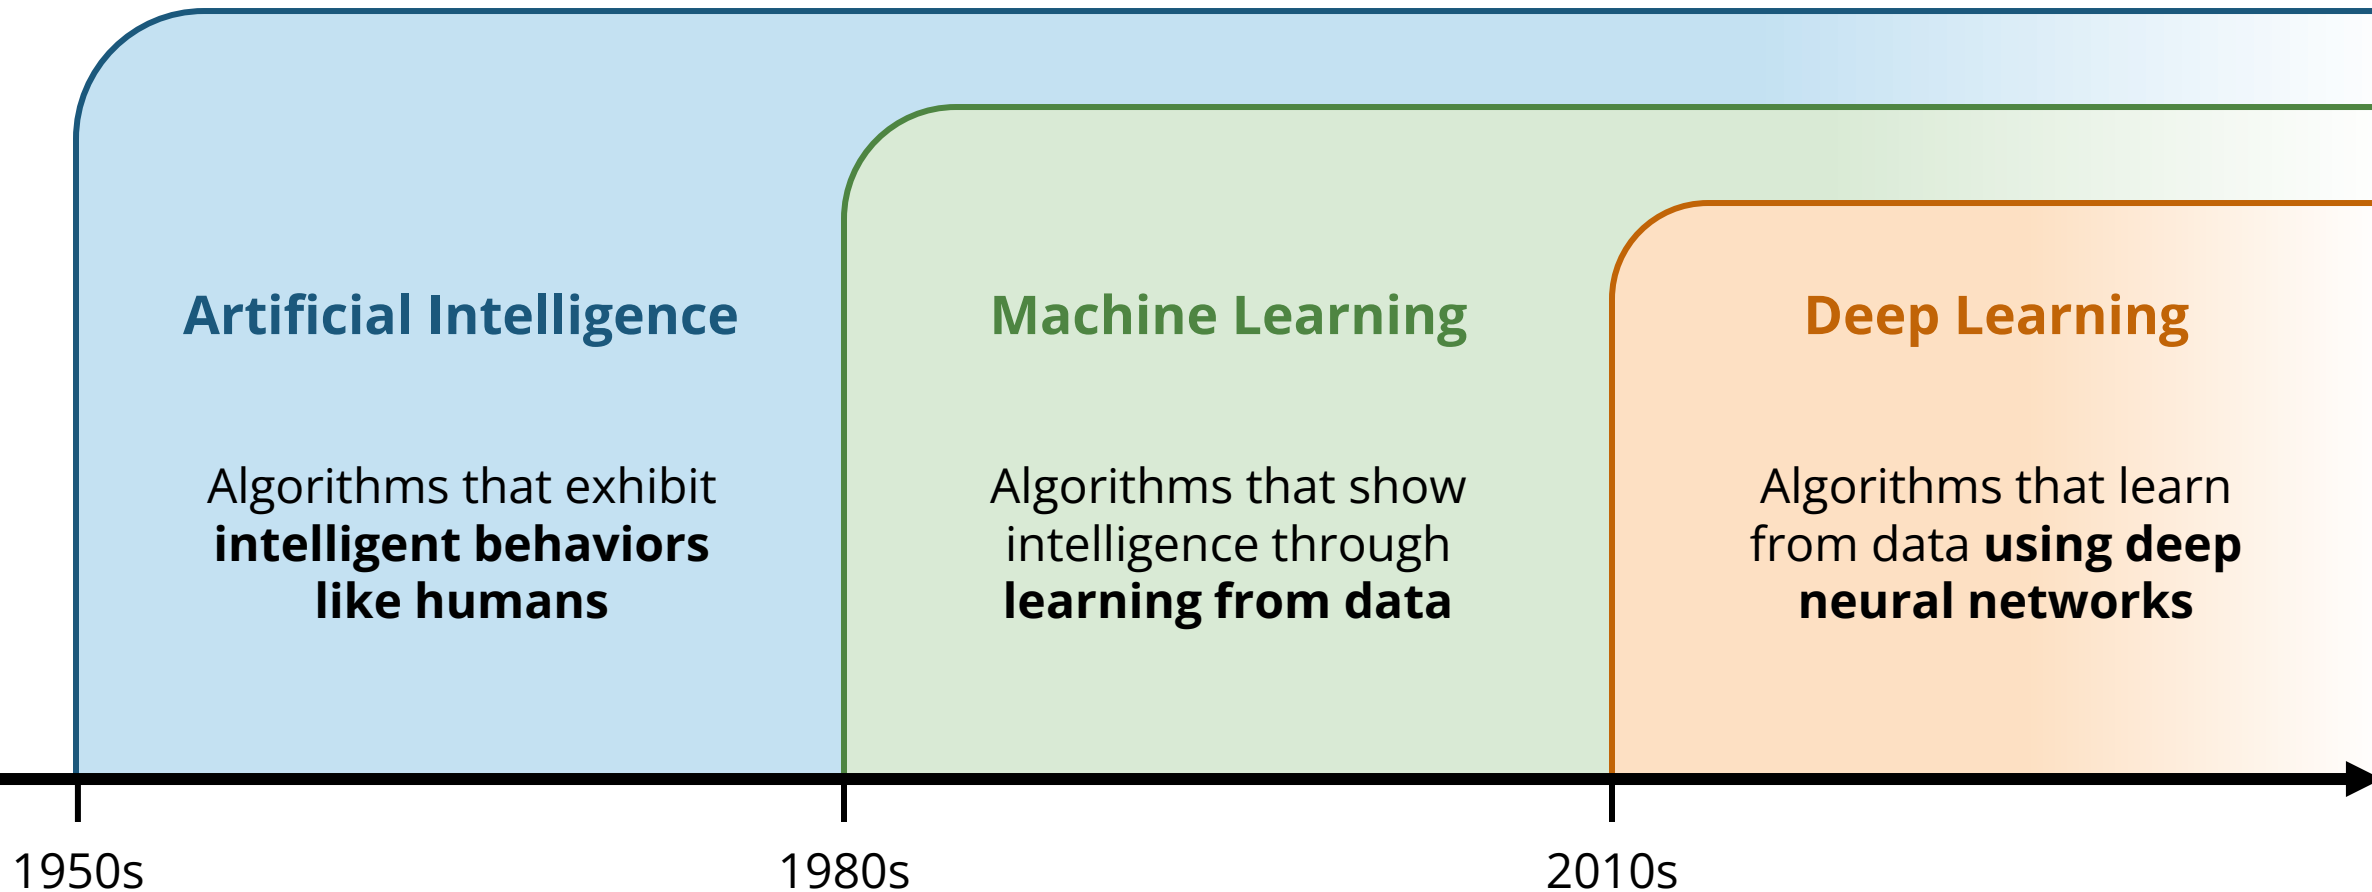 Artificial Intelligence
Algorithms that exhibit
intelligent behaviors
like humans
Machine Learning
Algorithms that show
intelligence through
learning from data
Deep Learning
Algorithms that learn
from data using deep
neural networks
1950s
1980s
2010s